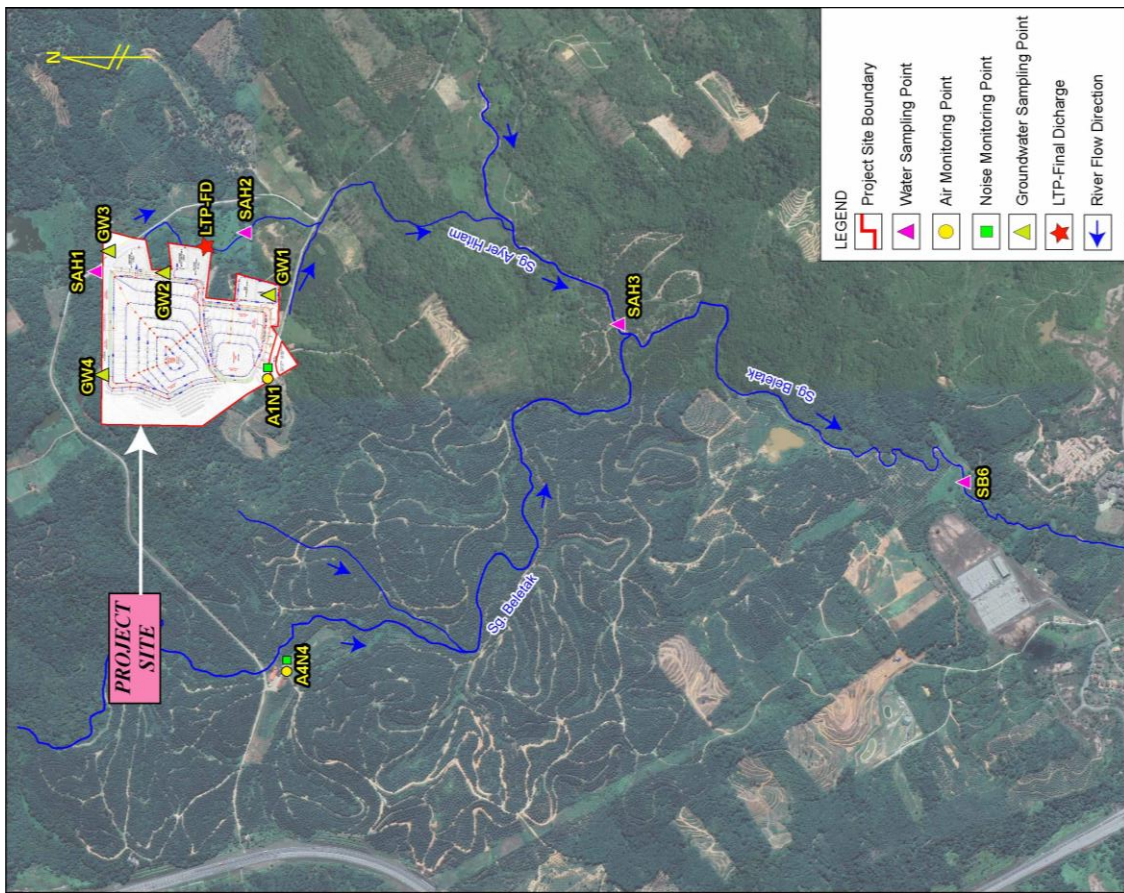 N
SAH1
GW3
GW4
GW2
LTP-FD
SAH2
GW1
A1N1
PROJECT
SITE
A4N4
Sg. Ayer Hitam
SAH3
Sg. Beletak
Sg. Beletak
SB6
LEGEND
Project Site Boundary
Water Sampling Point
Air Monitoring Point
Noise Monitoring Point
Groundwater Sampling Point
LTP-Final Dicharge
River Flow Direction